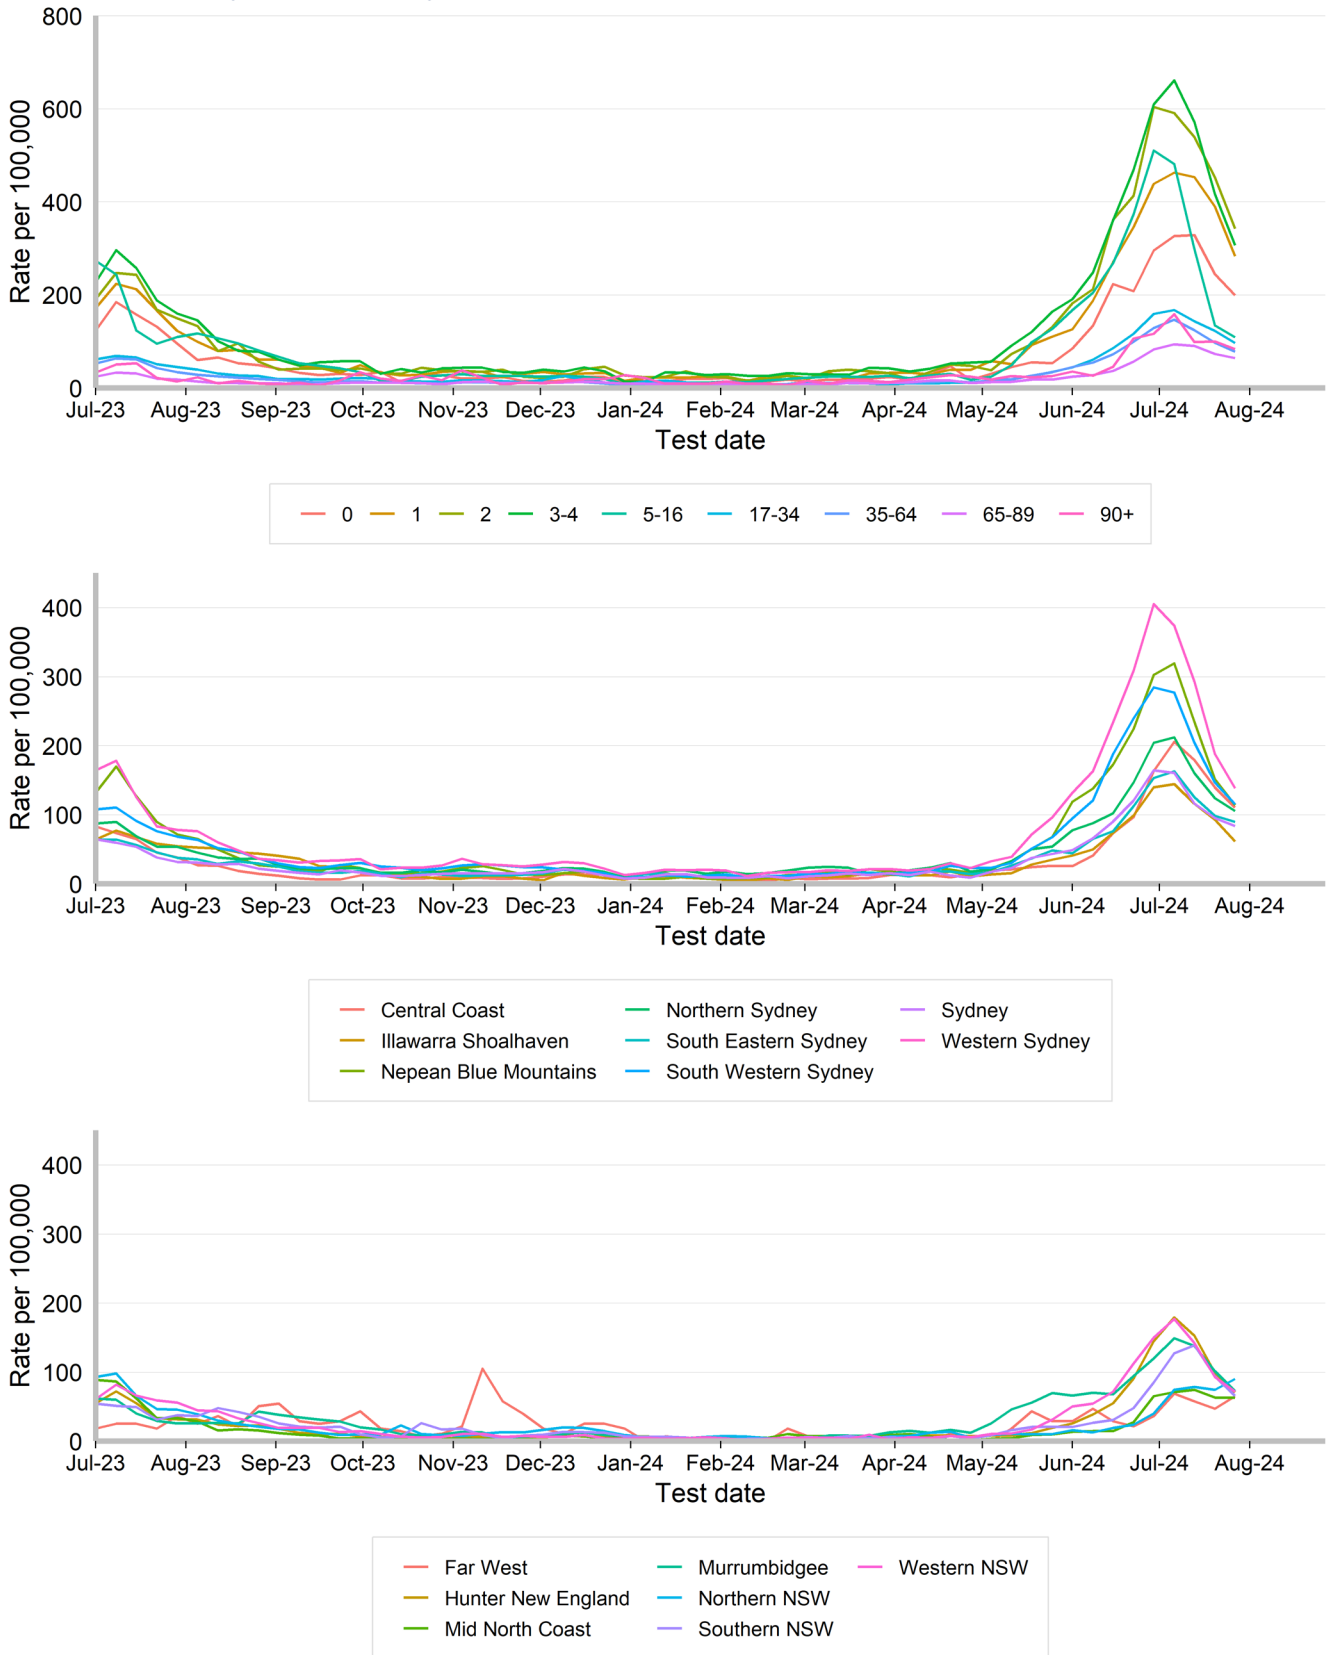 800
600
400
200
0
Rate per 100,000
Jul-23 Aug-23 Sep-23 Oct-23 Nov-23 Dec-23 Jan-24 Feb-24 Mar-24 Apr-24 May-24 Jun-24 Jul-24 Aug-24
Test date
0 1 2 3-4 5-16 17-34 35-64 65-89 90+
400
300
200
100
0
Rate per 100,000
Jul-23 Aug-23 Sep-23 Oct-23 Nov-23 Dec-23 Jan-24 Feb-24 Mar-24 Apr-24 May-24 Jun-24 Jul-24 Aug-24
Test date
Central Coast Northern Sydney Sydney
Illawarra Shoalhaven South Eastern Sydney Western Sydney
Nepean Blue Mountains South Western Sydney
400
300
200
100
0
Rate per 100,000
Jul-23 Aug-23 Sep-23 Oct-23 Nov-23 Dec-23 Jan-24 Feb-24 Mar-24 Apr-24 May-24 Jun-24 Jul-24 Aug-24
Test date
Far West Murrumbidgee Western NSW
Hunter New England Northern NSW
Mid North Coast Southern NSW